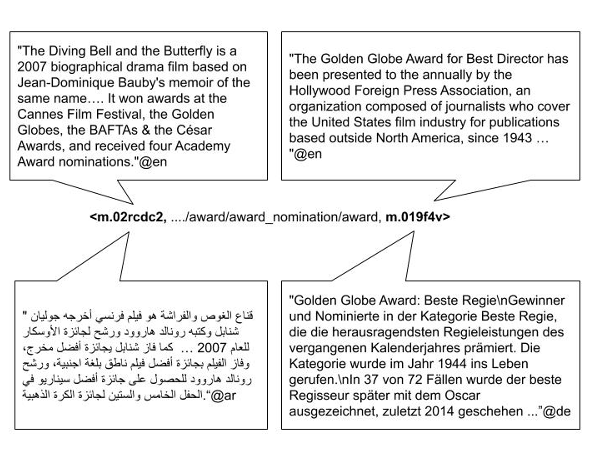 "The Diving Bell and the Butterfly is a
2007 biographical drama film based on
Jean-Dominique Bauby's memoir of the
same name.... It won awards at the
Cannes Film Festival, the Golden
Globes, the BAFTAs & the César
Awards, and received four Academy
Award nominations."@en
"The Golden Globe Award for Best Director has
been presented to the annually by the
Hollywood Foreign Press Association, an
organization composed of journalists who cover
the United States film industry for publications
based outside North America, since 1943 ...
"@en
<m.02rcdc2, ..../award/award_nomination/award, m.019f4v>
" قناع الغوص والفراشة هو فيلم فرنسي أخرجه جوليان
شنابل وكتبه رونالد هاروود ورشح لجائزة الأوسكار
للعام 2007 ... كما فاز شنابل بجائزة أفضل مخرج،
وفاز الفيلم بجائزة أفضل فيلم ناطق بلغة اجنبية، ورشح
رونالد هاروود للحصول على جائزة أفضل سيناريو في
الحفل الخامس والستين لجائزة الكرة الذهبية."@ar
"Golden Globe Award: Beste Regie\nGewinner
und Nominierte in der Kategorie Beste Regie,
die die herausragendsten Regieleistungen des
vergangenen Kalenderjahres prämiert. Die
Kategorie wurde im Jahr 1944 ins Leben
gerufen.\nIn 37 von 72 Fällen wurde der beste
Regisseur später mit dem Oscar
ausgezeichnet, zuletzt 2014 geschehen ..."@de